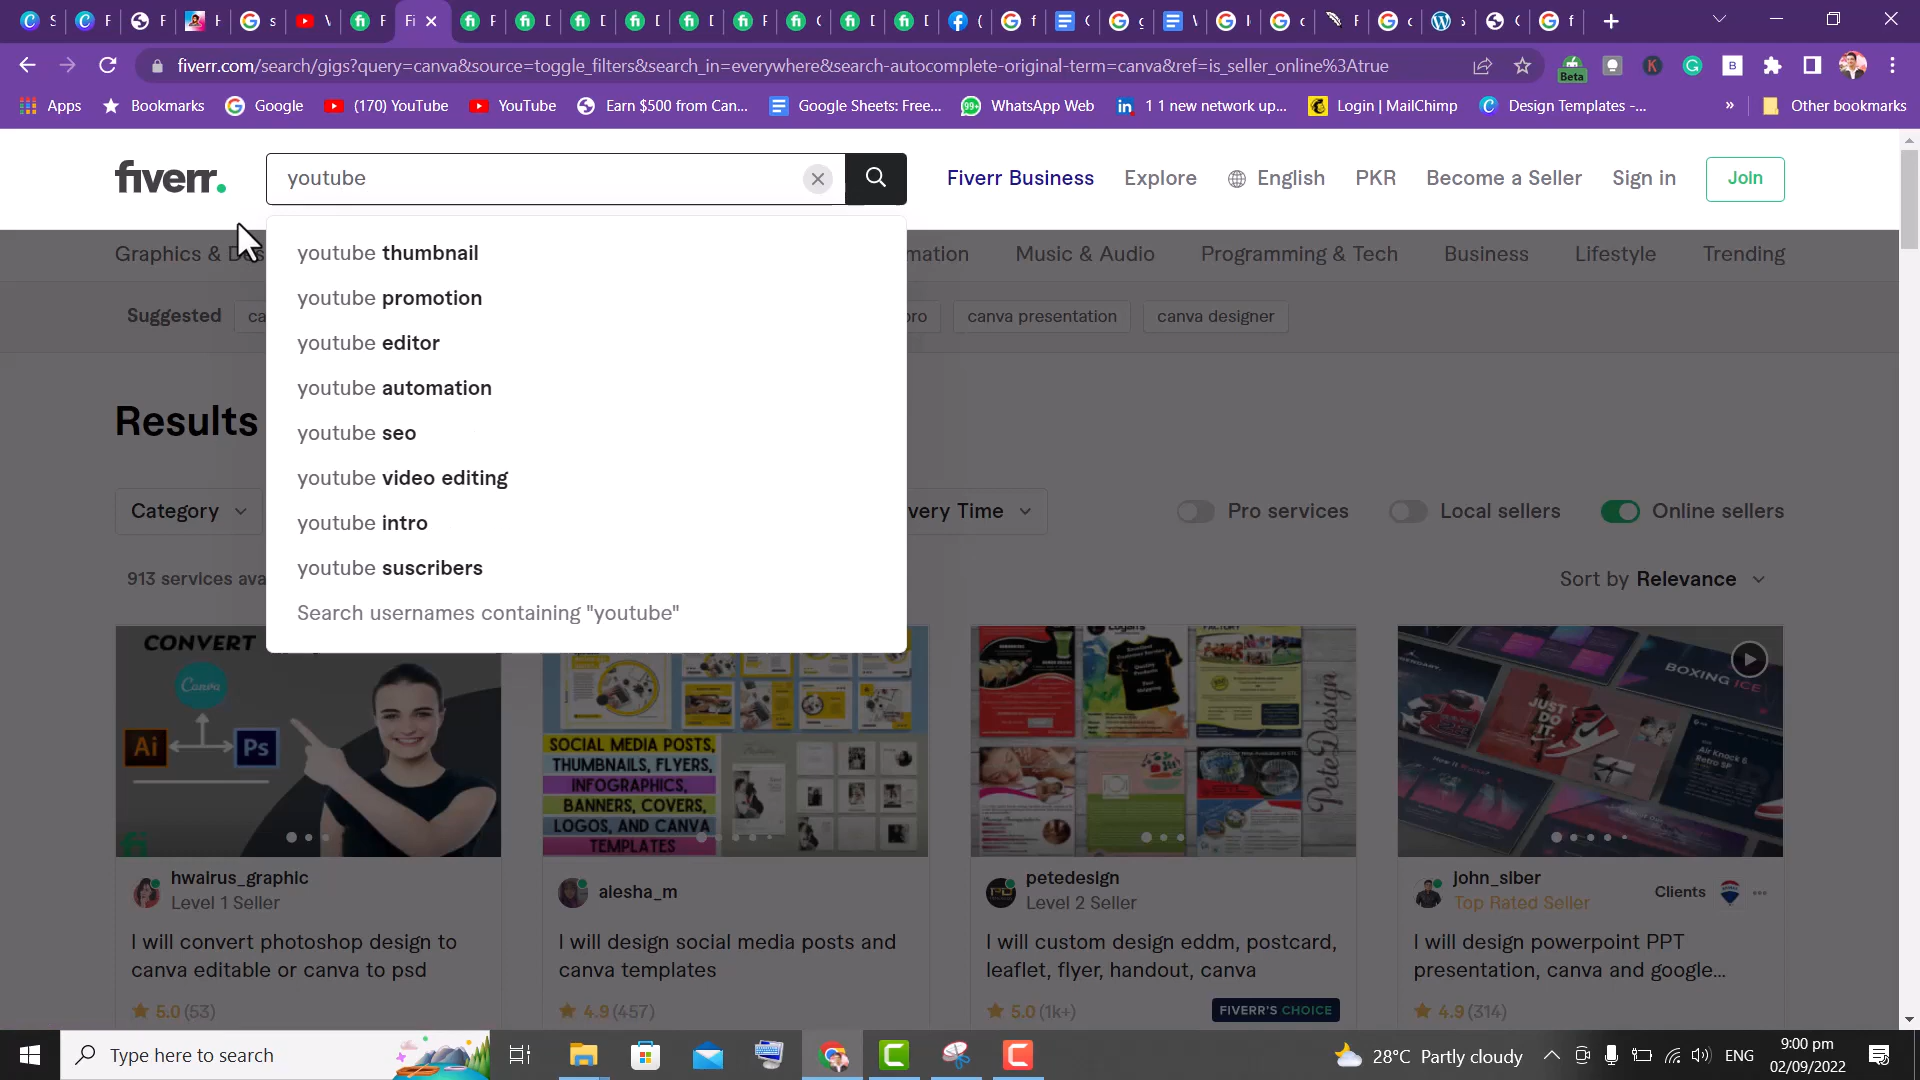 fiverr.com/search/gigs?query=canva&source=toggle_filters&search_in=everywhere&search-autocomplete-original-term=canva&ref=is_seller_online%3Atrue
Beta
Apps
Bookmarks
Google
(170) YouTube
YouTube
Earn $500 from Can...
Google Sheets: Free...
99+
WhatsApp Web
1 1 new network up...
Login | MailChimp
Design Templates -...
»
Other bookmarks
fiverr.
youtube
Fiverr Business
Explore
English
PKR
Become a Seller
Sign in
Join
Graphics & Des
mation
Music & Audio
Programming & Tech
Business
Lifestyle
Trending
youtube thumbnail
youtube promotion
youtube editor
youtube automation
youtube seo
youtube video editing
youtube intro
youtube suscribers
Search usernames containing "youtube"
Suggested
ca
pro
canva presentation
canva designer
Results
Category
very Time
Pro services
Local sellers
Online sellers
913 services ava
Sort by Relevance
CONVERT
Canva
Ai
Ps
SOCIAL MEDIA POSTS,
THUMBNAILS, FLYERS,
INFOGRAPHICS,
BANNERS, COVERS,
LOGOS, AND CANVA
TEMPLATES
PeteDesign
BOXING ICE
JUST
DO IT.
hwairus_graphic
Level 1 Seller
alesha_m
petedesign
Level 2 Seller
john_siber
Top Rated Seller
Clients
I will convert photoshop design to
canva editable or canva to psd
I will design social media posts and
canva templates
I will custom design eddm, postcard,
leaflet, flyer, handout, canva
I will design powerpoint PPT
presentation, canva and google...
5.0 (53)
4.9 (457)
5.0 (1k+)
FIVERR'S CHOICE
4.9 (314)
Type here to search
28°C Partly cloudy
ENG
9:00 pm
02/09/2022